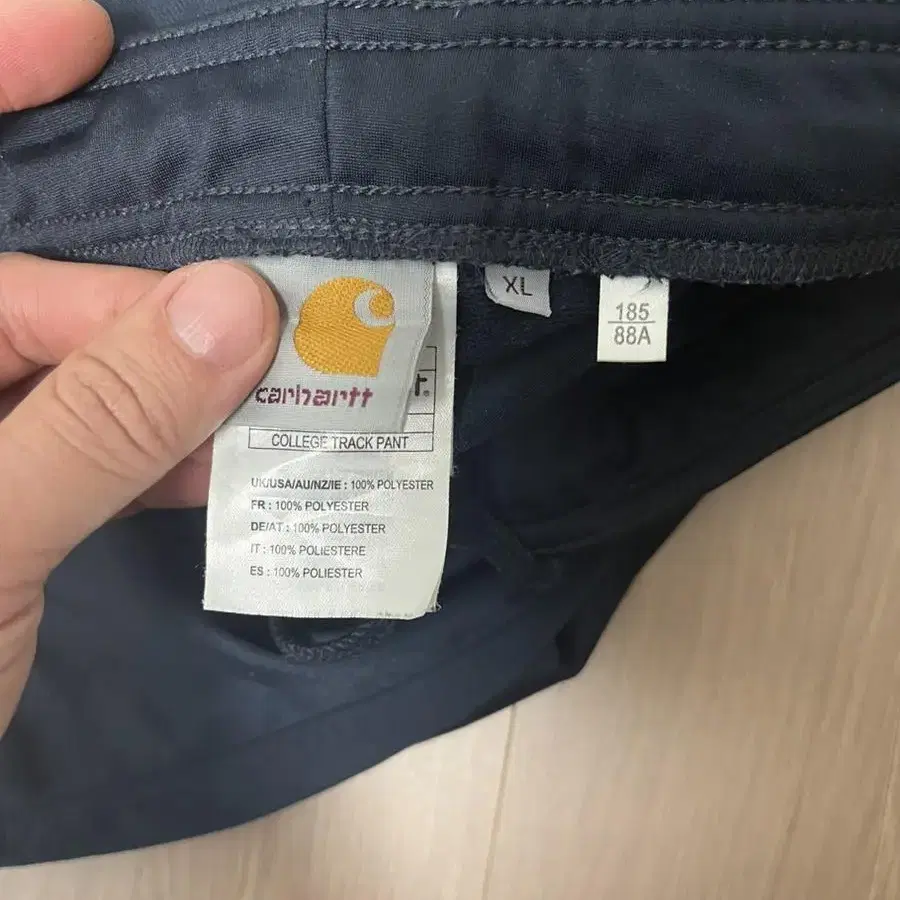 carhartt
t.
COLLEGE TRACK PANT
UK/USA/AU/NZ/IE : 100% POLYESTER
FR : 100% POLYESTER
DE/AT : 100% POLYESTER
IT : 100% POLIESTERE
ES : 100% POLIESTER
XL
185
88A